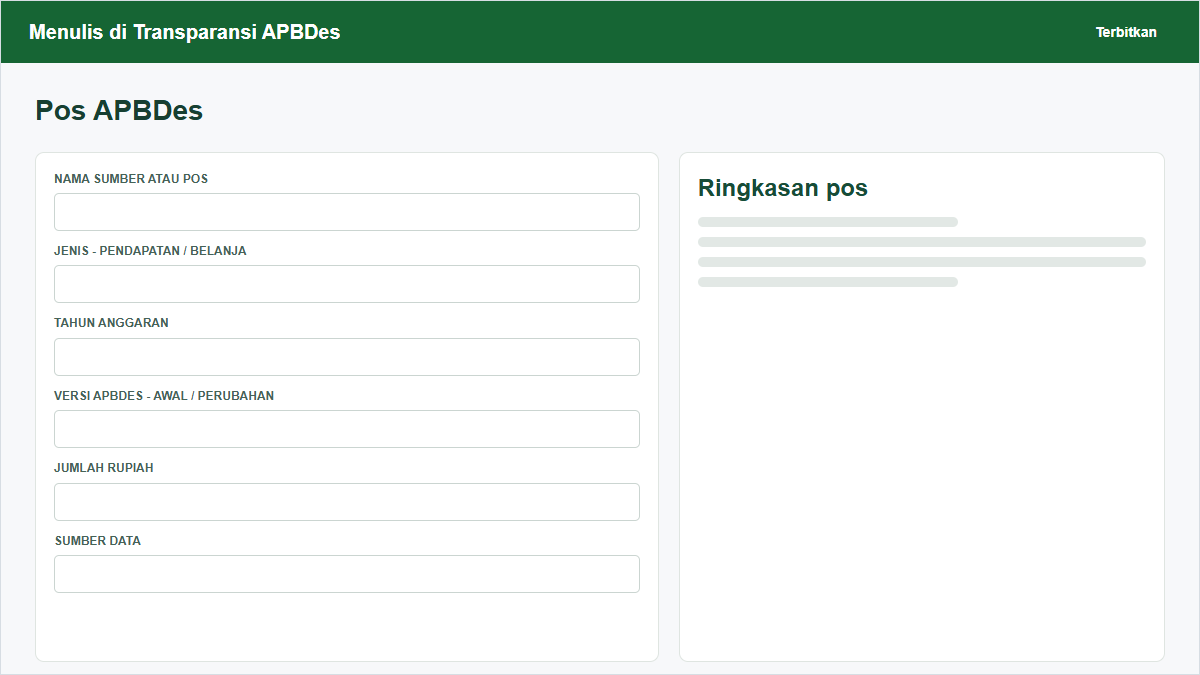 Menulis di Transparansi APBDes
Terbitkan
Pos APBDes
NAMA SUMBER ATAU POS
JENIS - PENDAPATAN / BELANJA
TAHUN ANGGARAN
VERSI APBDES - AWAL / PERUBAHAN
JUMLAH RUPIAH
SUMBER DATA
Ringkasan pos